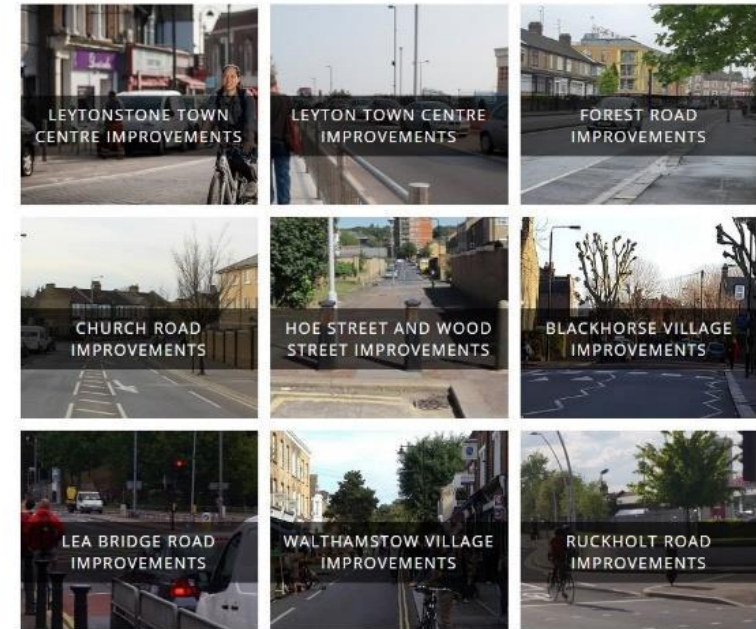 LEYTONSTONE TOWN
CENTRE IMPROVEMENTS
LEYTON TOWN CENTRE
IMPROVEMENTS
FOREST ROAD
IMPROVEMENTS
CHURCH ROAD
IMPROVEMENTS
HOE STREET AND WOOD
STREET IMPROVEMENTS
BLACKHORSE VILLAGE
IMPROVEMENTS
LEA BRIDGE ROAD
IMPROVEMENTS
WALTHAMSTOW VILLAGE
IMPROVEMENTS
RUCKHOLT ROAD
IMPROVEMENTS